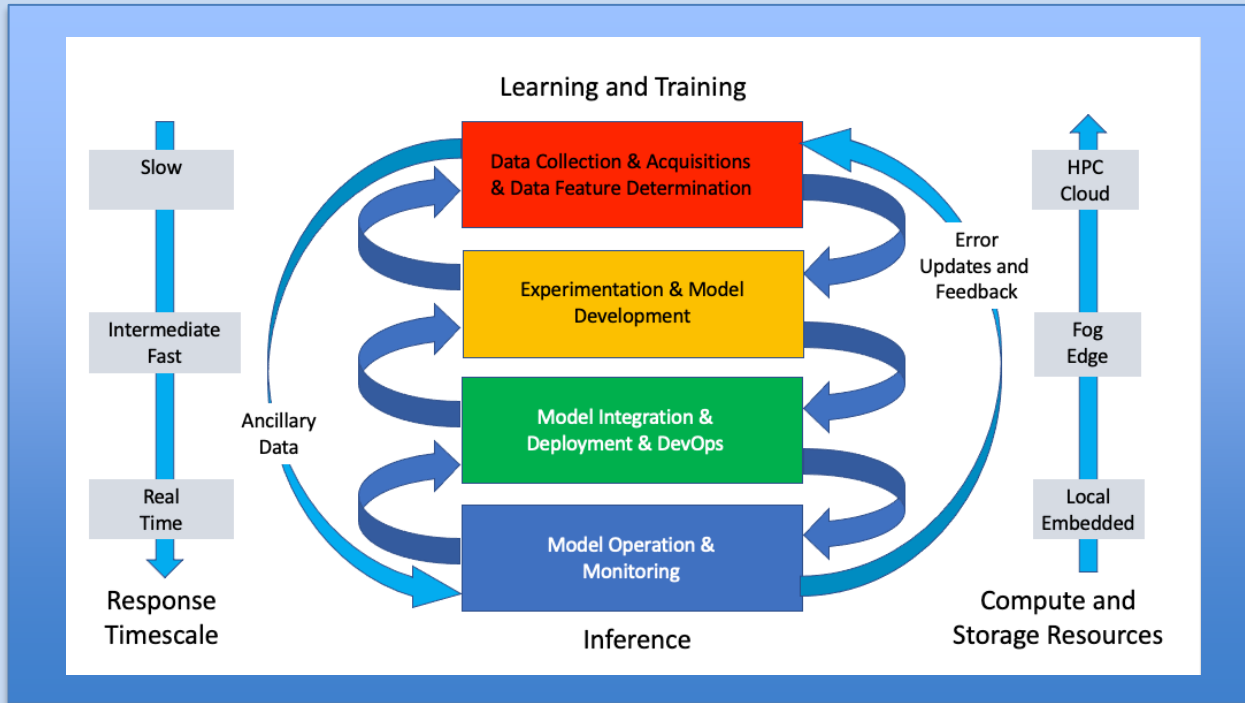 Learning and Training
Slow
Data Collection & Acquisitions
& Data Feature Determination
HPC
Cloud
Error
Updates and
Feedback
Experimentation & Model
Development
Intermediate
Fast
Fog
Edge
Ancillary
Data
Model Integration &
Deployment & DevOps
Real
Time
Local
Embedded
Model Operation &
Monitoring
Response
Timescale
Inference
Compute and
Storage Resources